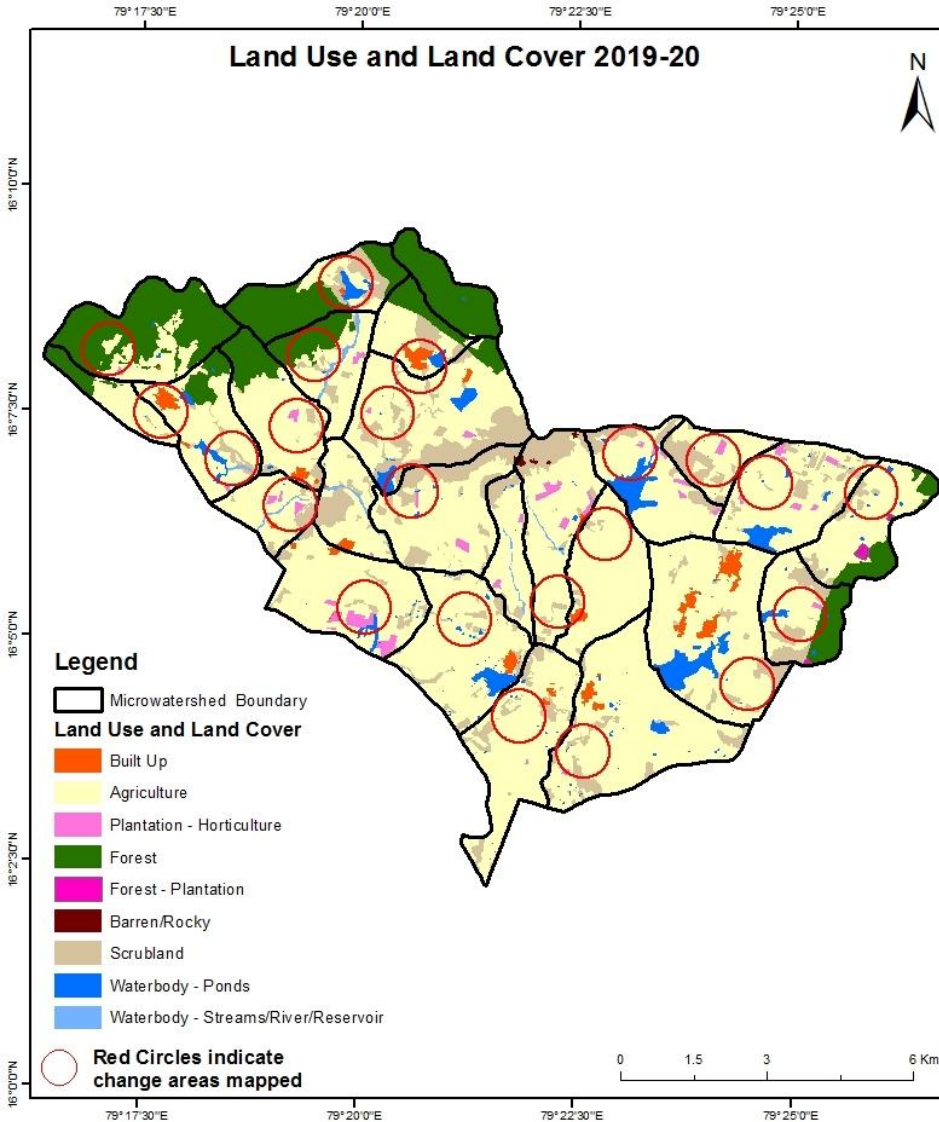 79°17'30"E 79°20'0"E 79°22'30"E 79°25'0"E
Land Use and Land Cover 2019-20
N
16°10'0"N
16°7'30"N
16°5'0"N
16°2'30"N
16°0'0"N
Legend
Microwatershed Boundary
Land Use and Land Cover
Built Up
Agriculture
Plantation - Horticulture
Forest
Forest - Plantation
Barren/Rocky
Scrubland
Waterbody - Ponds
Waterbody - Streams/River/Reservoir
Red Circles indicate
change areas mapped
0 1.5 3 6 Km
79°17'30"E 79°20'0"E 79°22'30"E 79°25'0"E